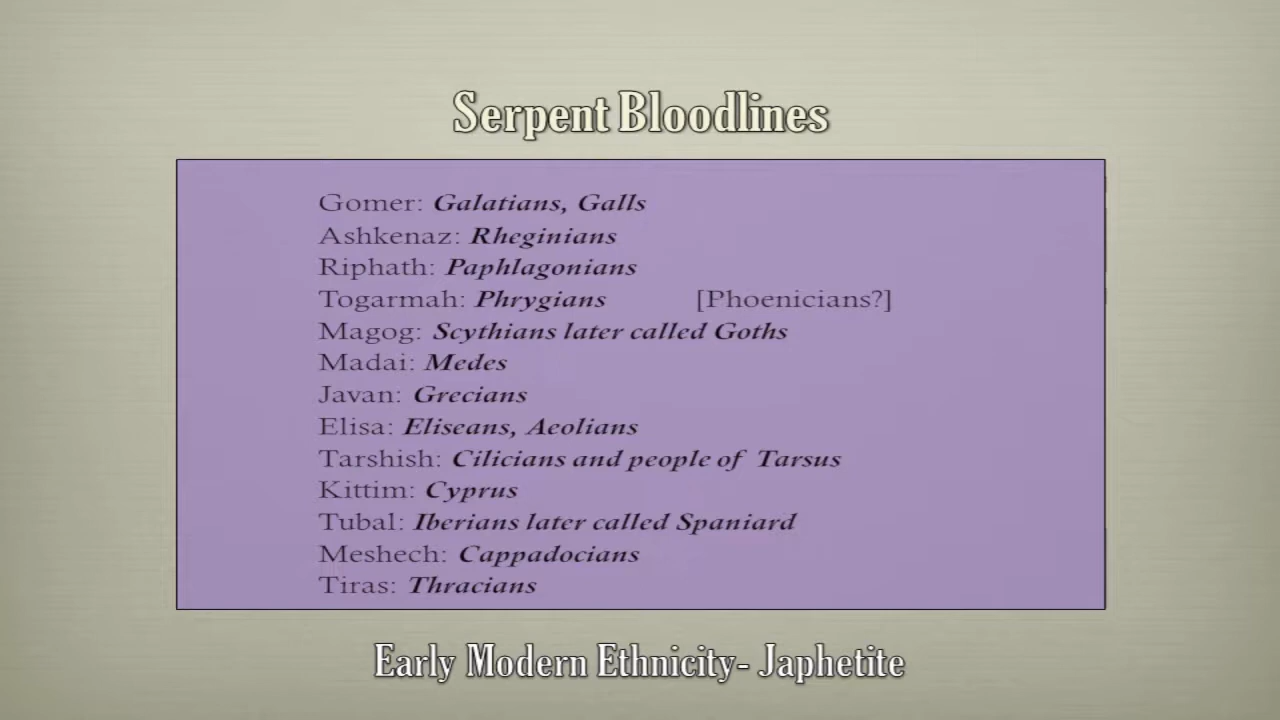 Serpent Bloodlines
Gomer: Galatians, Galls
Ashkenaz: Rheginians
Riphath: Paphlagonians
Togarmah: Phrygians [Phoenicians?]
Magog: Scythians later called Goths
Madai: Medes
Javan: Grecians
Elisa: Eliseans, Aeolians
Tarshish: Cilicians and people of Tarsus
Kittim: Cyprus
Tubal: Iberians later called Spaniard
Meshech: Cappadocians
Tiras: Thracians
Early Modern Ethnicity- Japhetite